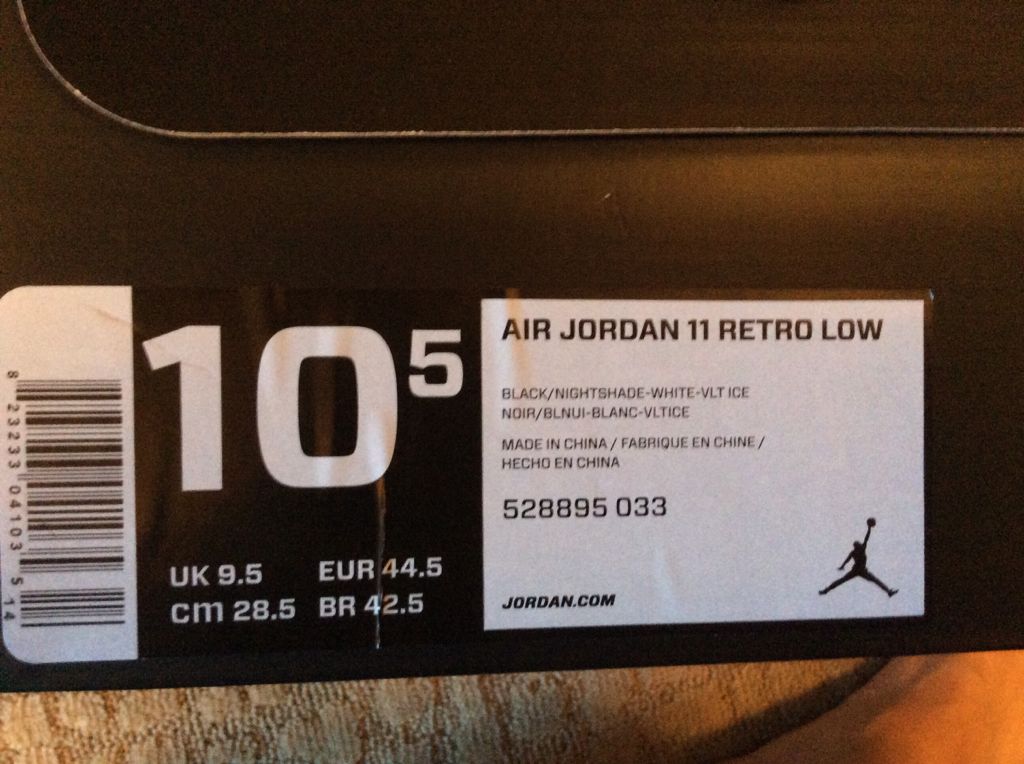 10 5
UK 9.5 EUR 44.5
cm 28.5 BR 42.5
AIR JORDAN 11 RETRO LOW
BLACK/NIGHTSHADE-WHITE-VLT ICE
NOIR/BLNUI-BLANC-VLTICE
MADE IN CHINA / FABRIQUE EN CHINE /
HECHO EN CHINA
528895 033
JORDAN.COM
8 23233 04103 5 14